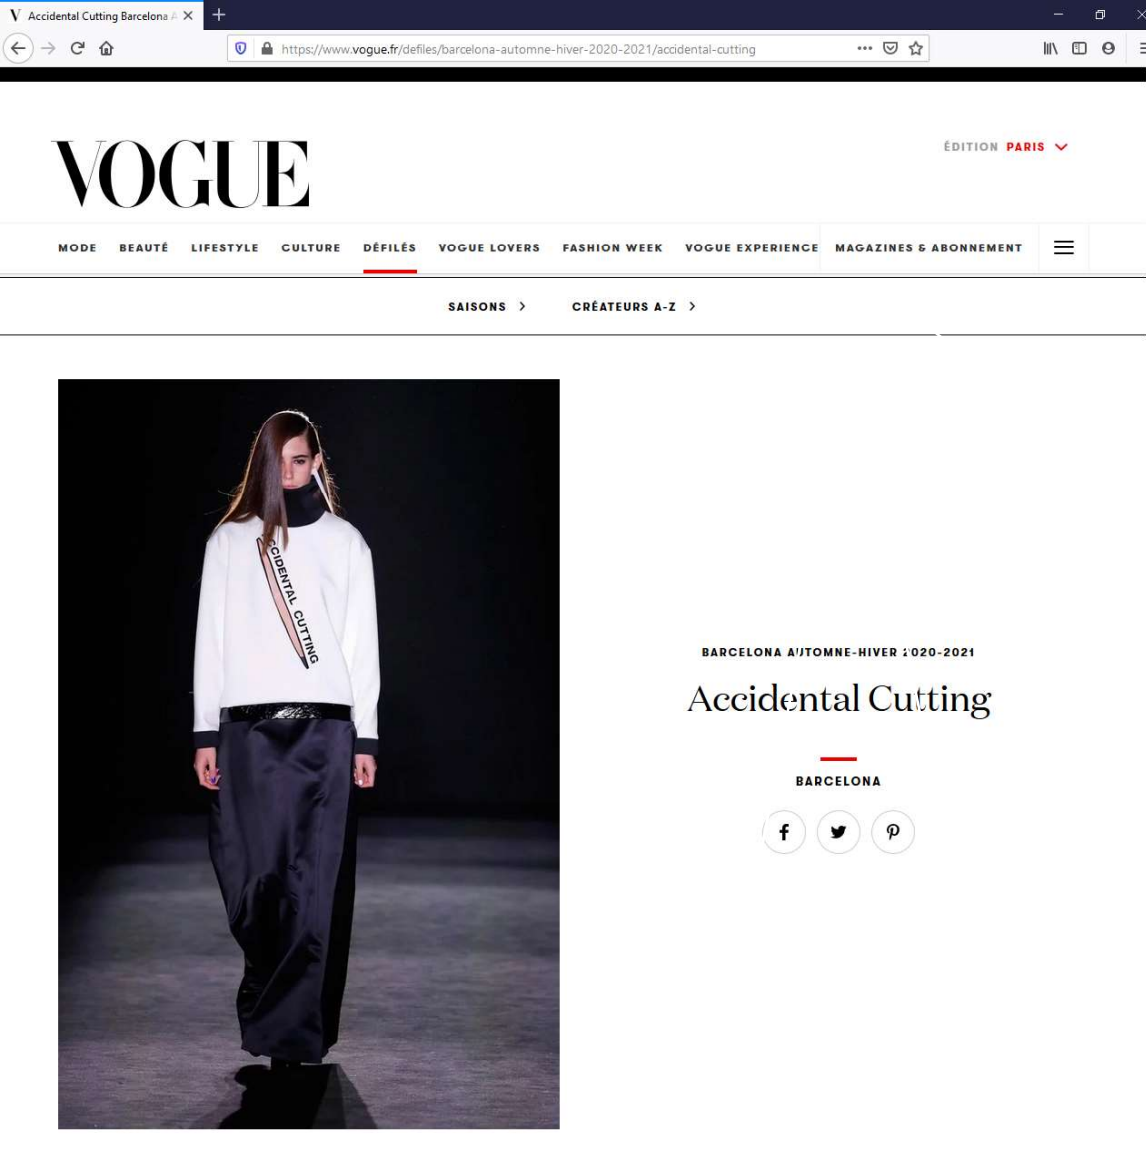 Accidental Cutting Barcelona A
https://www.vogue.fr/defiles/barcelona-automne-hiver-2020-2021/accidental-cutting
VOGUE
ÉDITION PARIS
MODE BEAUTÉ LIFESTYLE CULTURE DÉFILÉS VOGUE LOVERS FASHION WEEK VOGUE EXPERIENCE MAGAZINES & ABONNEMENT
SAISONS CRÉATEURS A-Z
ACCIDENTAL CUTTING
BARCELONA AUTOMNE-HIVER 2020-2021
Accidental Cutting
BARCELONA